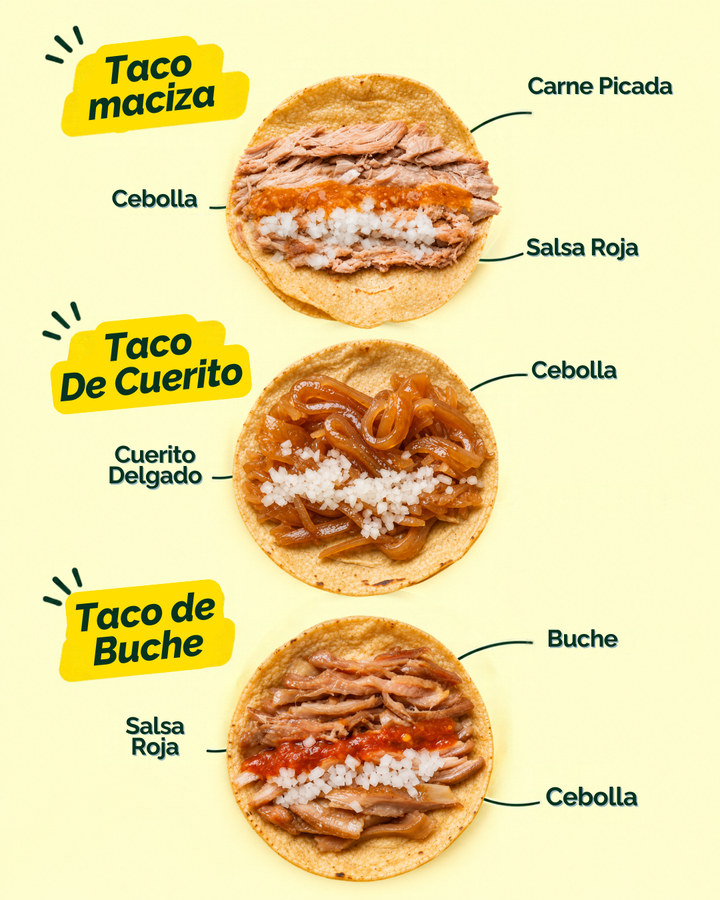 Taco
maciza
Carne Picada
Cebolla
Salsa Roja
Taco
De Cuerito
Cebolla
Cuerito
Delgado
Taco de
Buche
Buche
Salsa
Roja
Cebolla